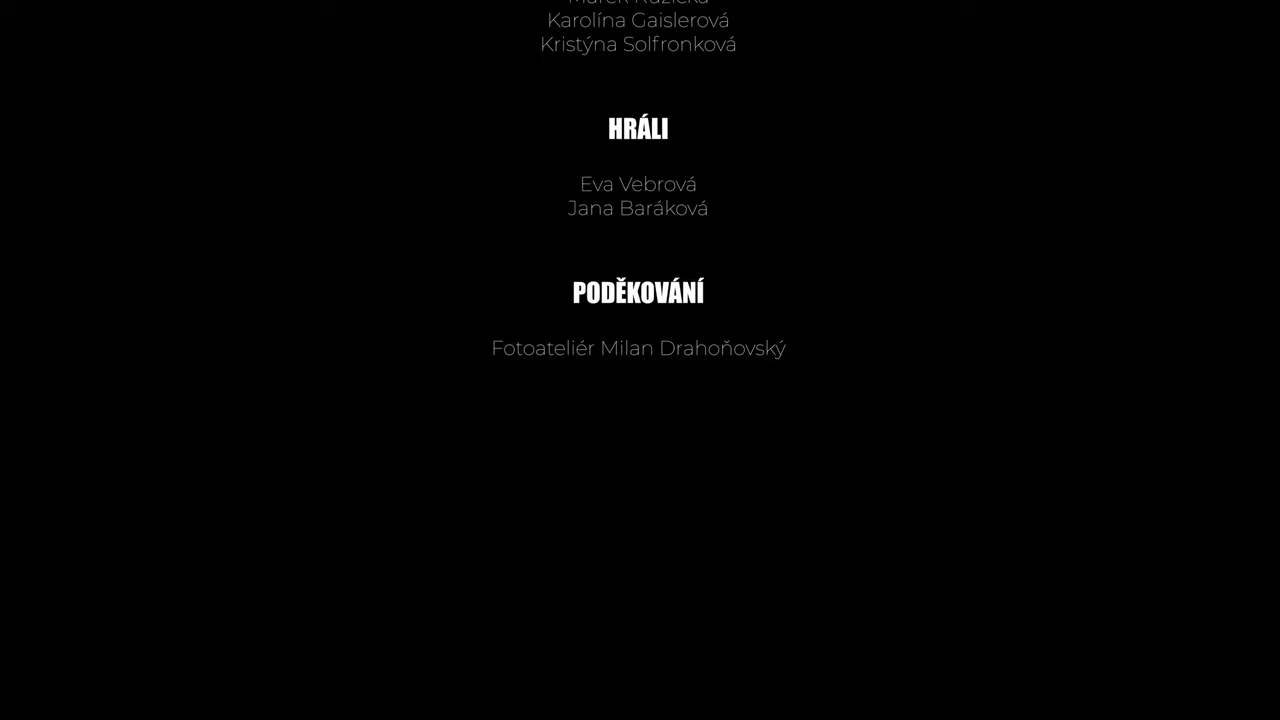 Karolína Gaislerová
Kristýna Solfronková
HRÁLI
Eva Vebrová
Jana Baráková
PODĚKOVÁNÍ
Fotoateliér Milan Drahoňovský